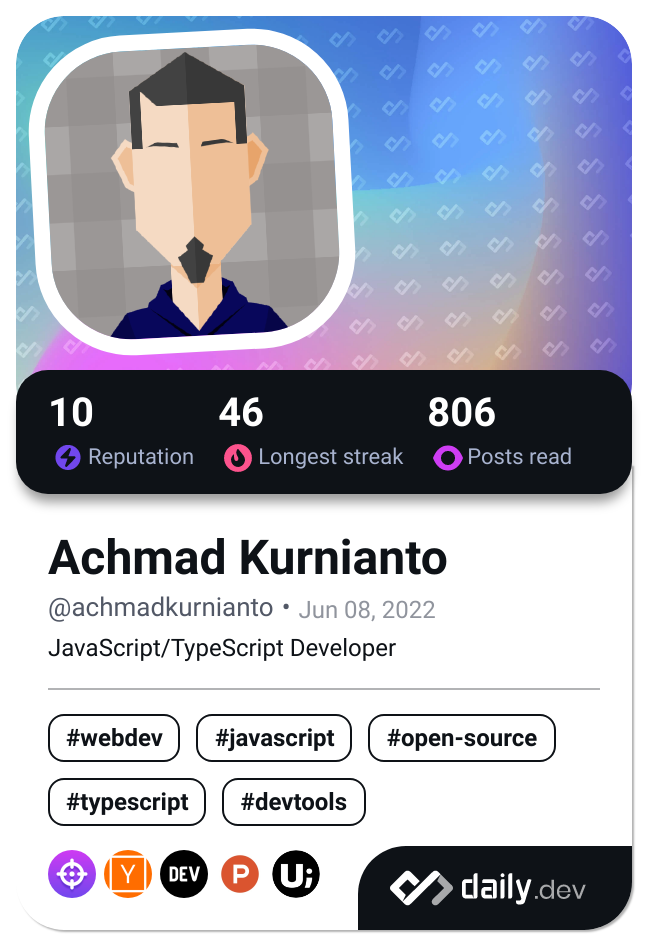 10 46 806
Reputation Longest streak Posts read
Achmad Kurnianto
@achmadkurnianto • Jun 08, 2022
JavaScript/TypeScript Developer
#webdev #javascript #open-source
#typescript #devtools
Y DEV P U; daily.dev